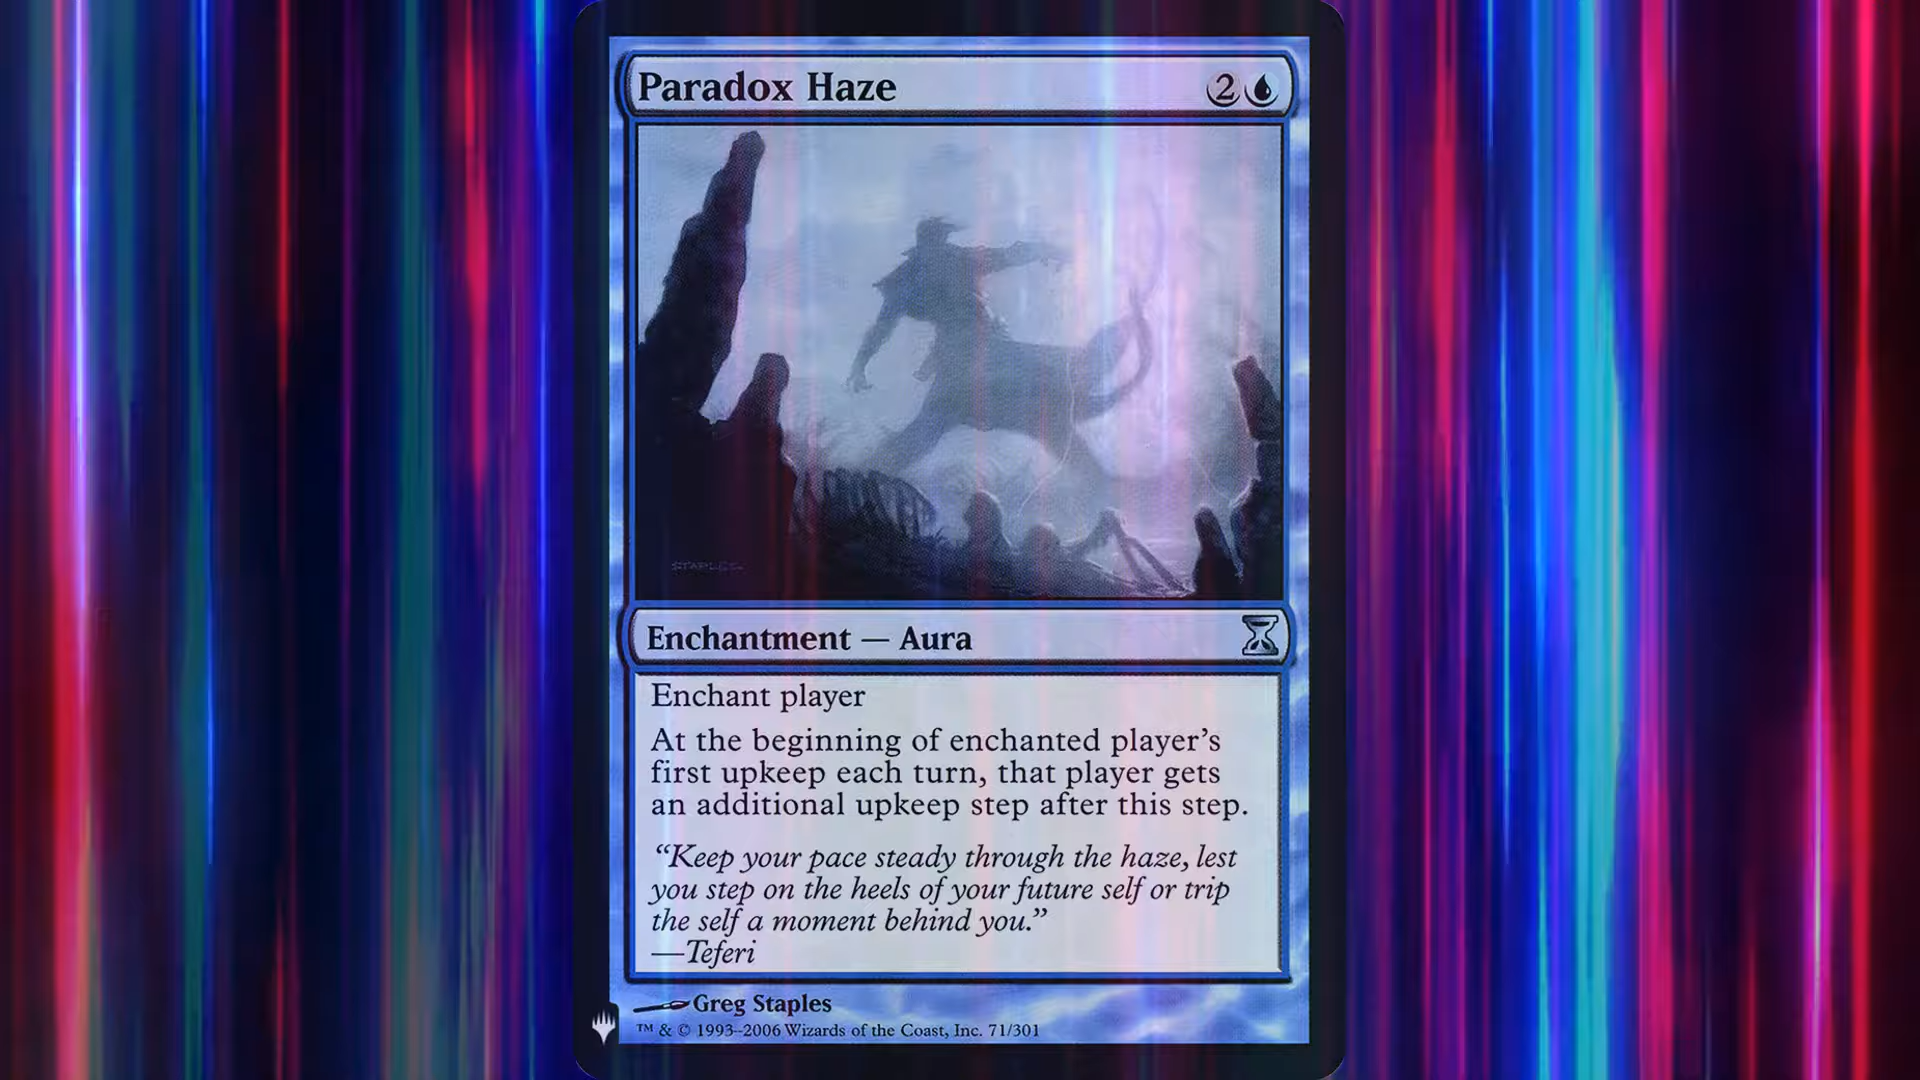 Paradox Haze 2
STAPLES
Enchantment — Aura
Enchant player
At the beginning of enchanted player's
first upkeep each turn, that player gets
an additional upkeep step after this step.
“Keep your pace steady through the haze, lest
you step on the heels of your future self or trip
the self a moment behind you.”
—Teferi
Greg Staples
™ & © 1993–2006 Wizards of the Coast, Inc. 71/301